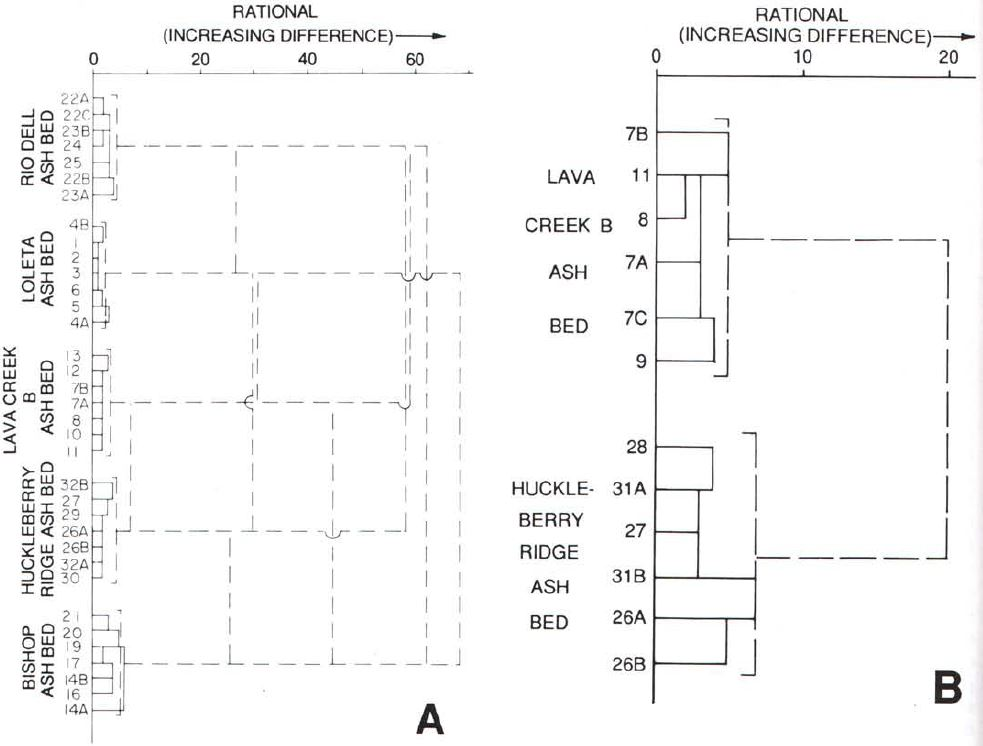 RATIONAL
(INCREASING DIFFERENCE)
0 20 40 60
RIO DELL
ASH BED
22A
22C
23B
24
25
22B
23A
LOLETA
ASH BED
4B
1
2
3
6
5
4A
LAVA CREEK
B
ASH BED
13
12
7B
7A
8
10
11
HUCKLEBERRY
RIDGE ASH BED
32B
27
29
26A
26B
32A
30
BISHOP
ASH BED
21
20
19
17
14B
16
14A
A
RATIONAL
(INCREASING DIFFERENCE)
0 10 20
LAVA
CREEK B
ASH
BED
7B
11
8
7A
7C
9
HUCKLE-
BERRY
RIDGE
ASH
BED
28
31A
27
31B
26A
26B
B